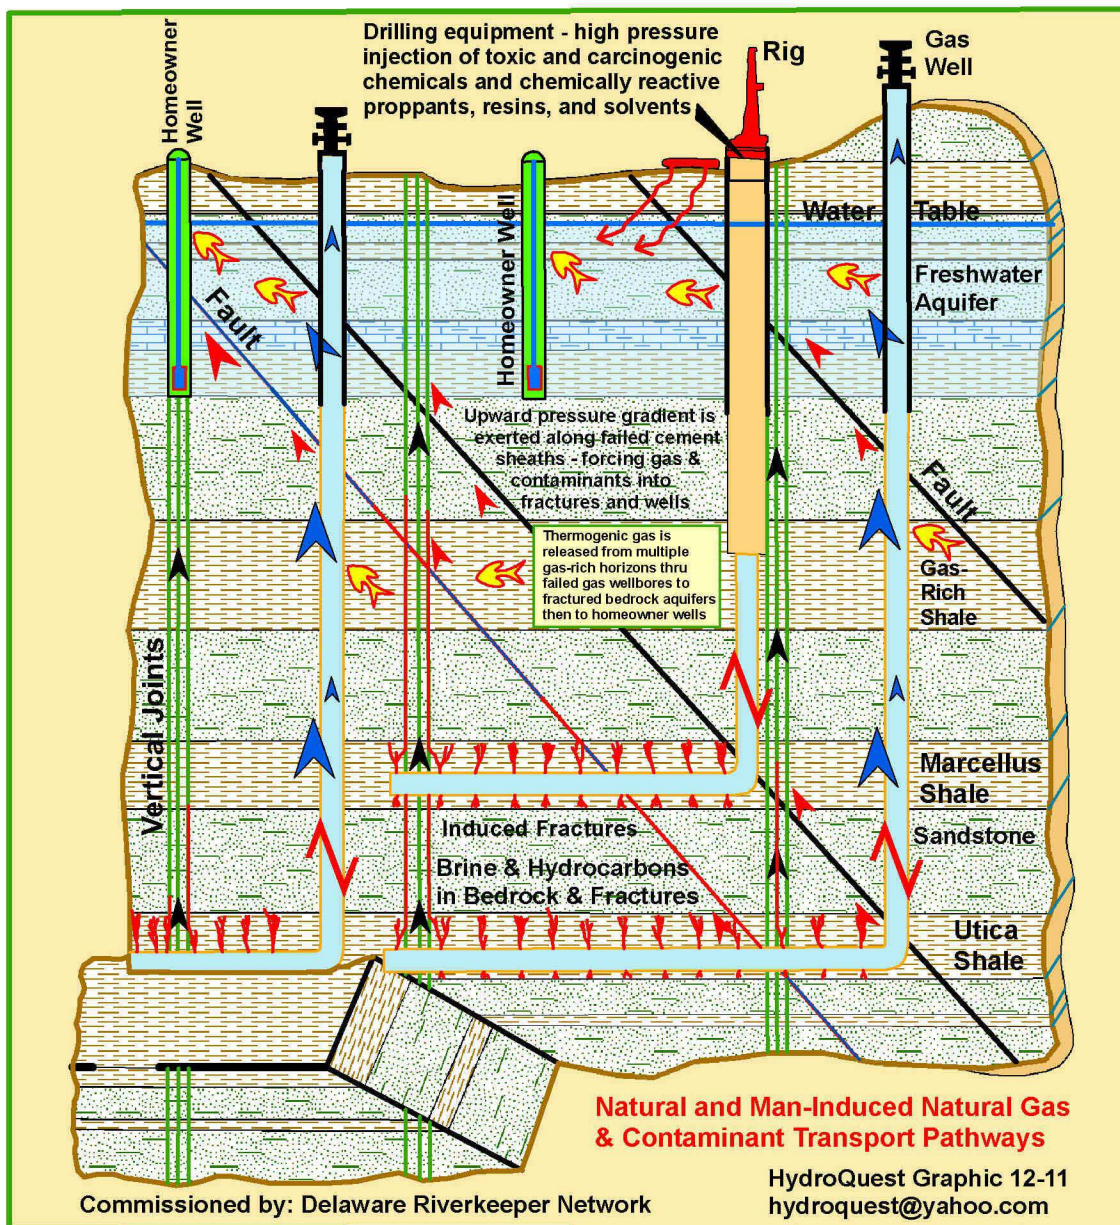 Drilling equipment - high pressure
injection of toxic and carcinogenic
chemicals and chemically reactive
proppants, resins, and solvents
Rig
Gas
Well
Homeowner
Well
Homeowner Well
Water Table
Freshwater
Aquifer
Fault
Upward pressure gradient is
exerted along failed cement
sheaths - forcing gas &
contaminants into
fractures and wells
Fault
Thermogenic gas is
released from multiple
gas-rich horizons thru
failed gas wellbores to
fractured bedrock aquifers
then to homeowner wells
Gas-
Rich
Shale
Vertical Joints
Marcellus
Shale
Induced Fractures
Sandstone
Brine & Hydrocarbons
in Bedrock & Fractures
Utica
Shale
Natural and Man-Induced Natural Gas
& Contaminant Transport Pathways
HydroQuest Graphic 12-11
Commissioned by: Delaware Riverkeeper Network
hydroquest@yahoo.com